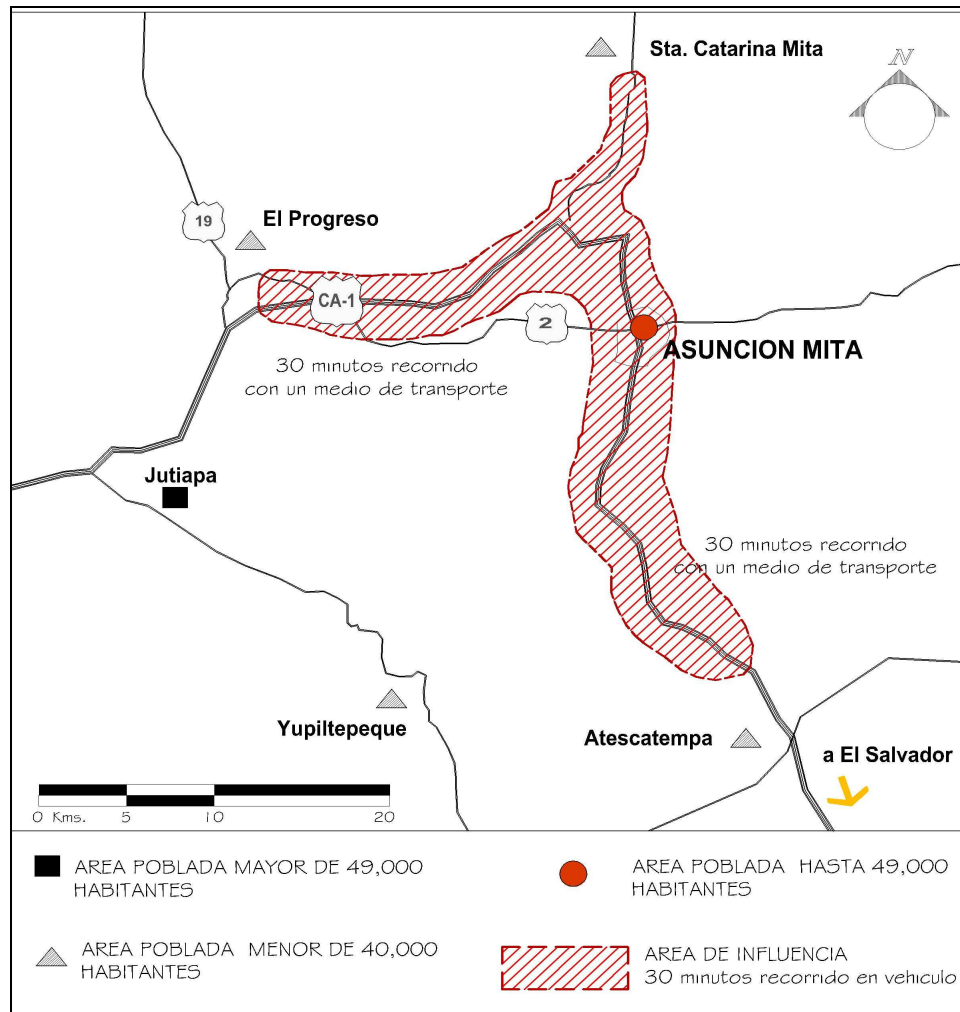 Sta. Catarina Mita
N
19
El Progreso
CA-1
2
ASUNCION MITA
30 minutos recorrido
con un medio de transporte
Jutiapa
30 minutos recorrido
con un medio de transporte
Yupiltepeque
Atescatempa
a El Salvador
0 Kms. 5 10 20
AREA POBLADA MAYOR DE 49,000
HABITANTES
AREA POBLADA HASTA 49,000
HABITANTES
AREA POBLADA MENOR DE 40,000
HABITANTES
AREA DE INFLUENCIA
30 minutos recorrido en vehiculo